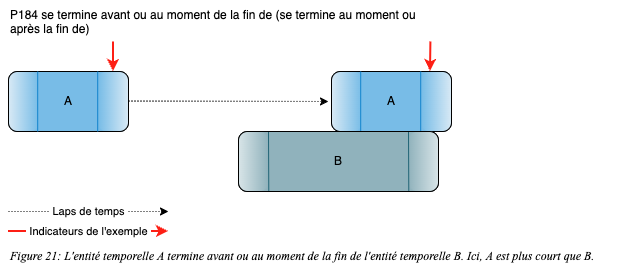 P184 se termine avant ou au moment de la fin de (se termine au moment ou
après la fin de)
A
A
B
Laps de temps
Indicateurs de l'exemple
Figure 21: L'entité temporelle A termine avant ou au moment de la fin de l'entité temporelle B. Ici, A est plus court que B.